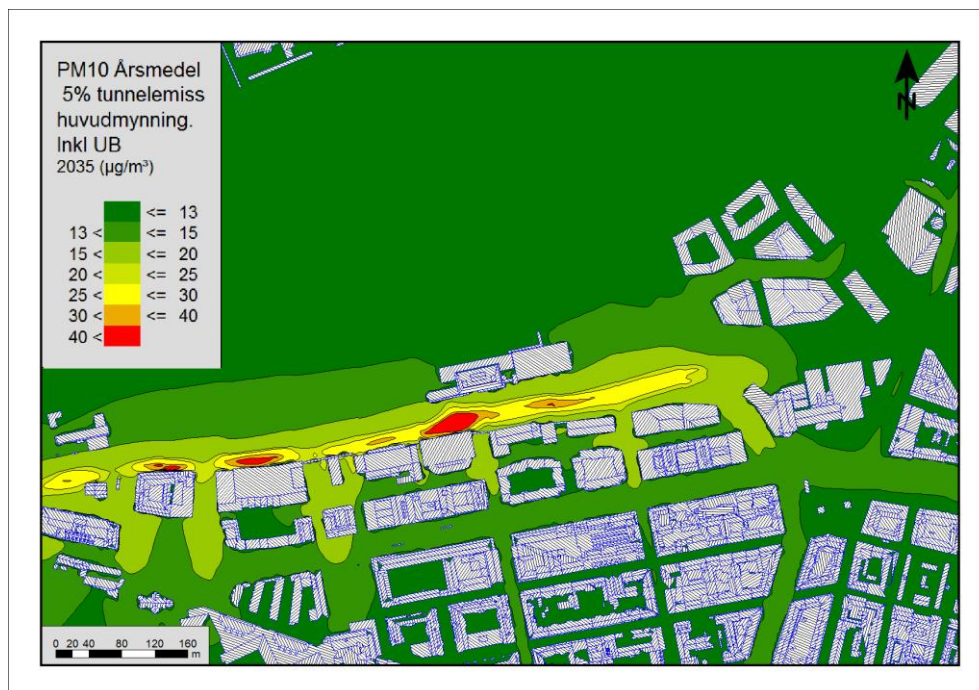 PM10 Årsmedel
5% tunnelemiss
huvudmynning.
Inkl UB
2035 (µg/m³)
<= 13
13 < <= 15
15 < <= 20
20 < <= 25
25 < <= 30
30 < <= 40
40 <
N
0 20 40 80 120 160
m